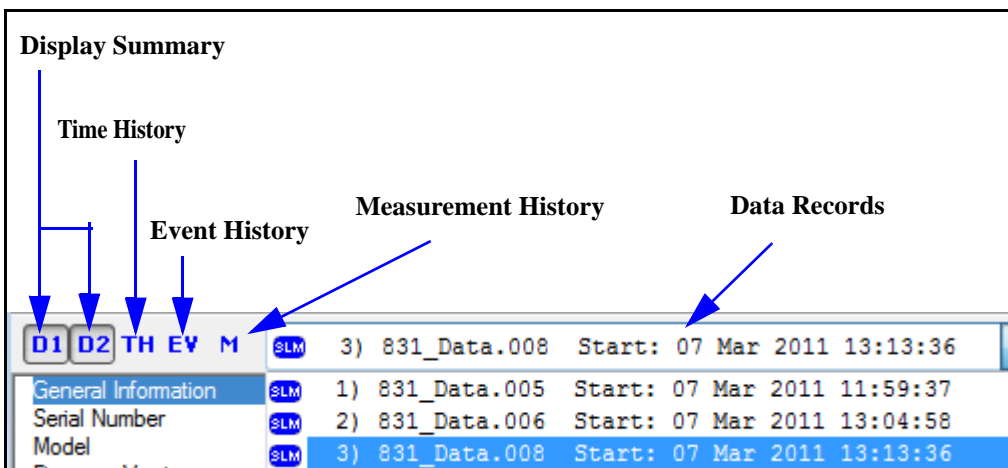 Display Summary
Time History
Event History
Measurement History
Data Records
D1 D2 TH EV M
SLM 3) 831_Data.008 Start: 07 Mar 2011 13:13:36
General Information
SLM 1) 831_Data.005 Start: 07 Mar 2011 11:59:37
Serial Number
SLM 2) 831_Data.006 Start: 07 Mar 2011 13:04:58
Model
SLM 3) 831_Data.008 Start: 07 Mar 2011 13:13:36